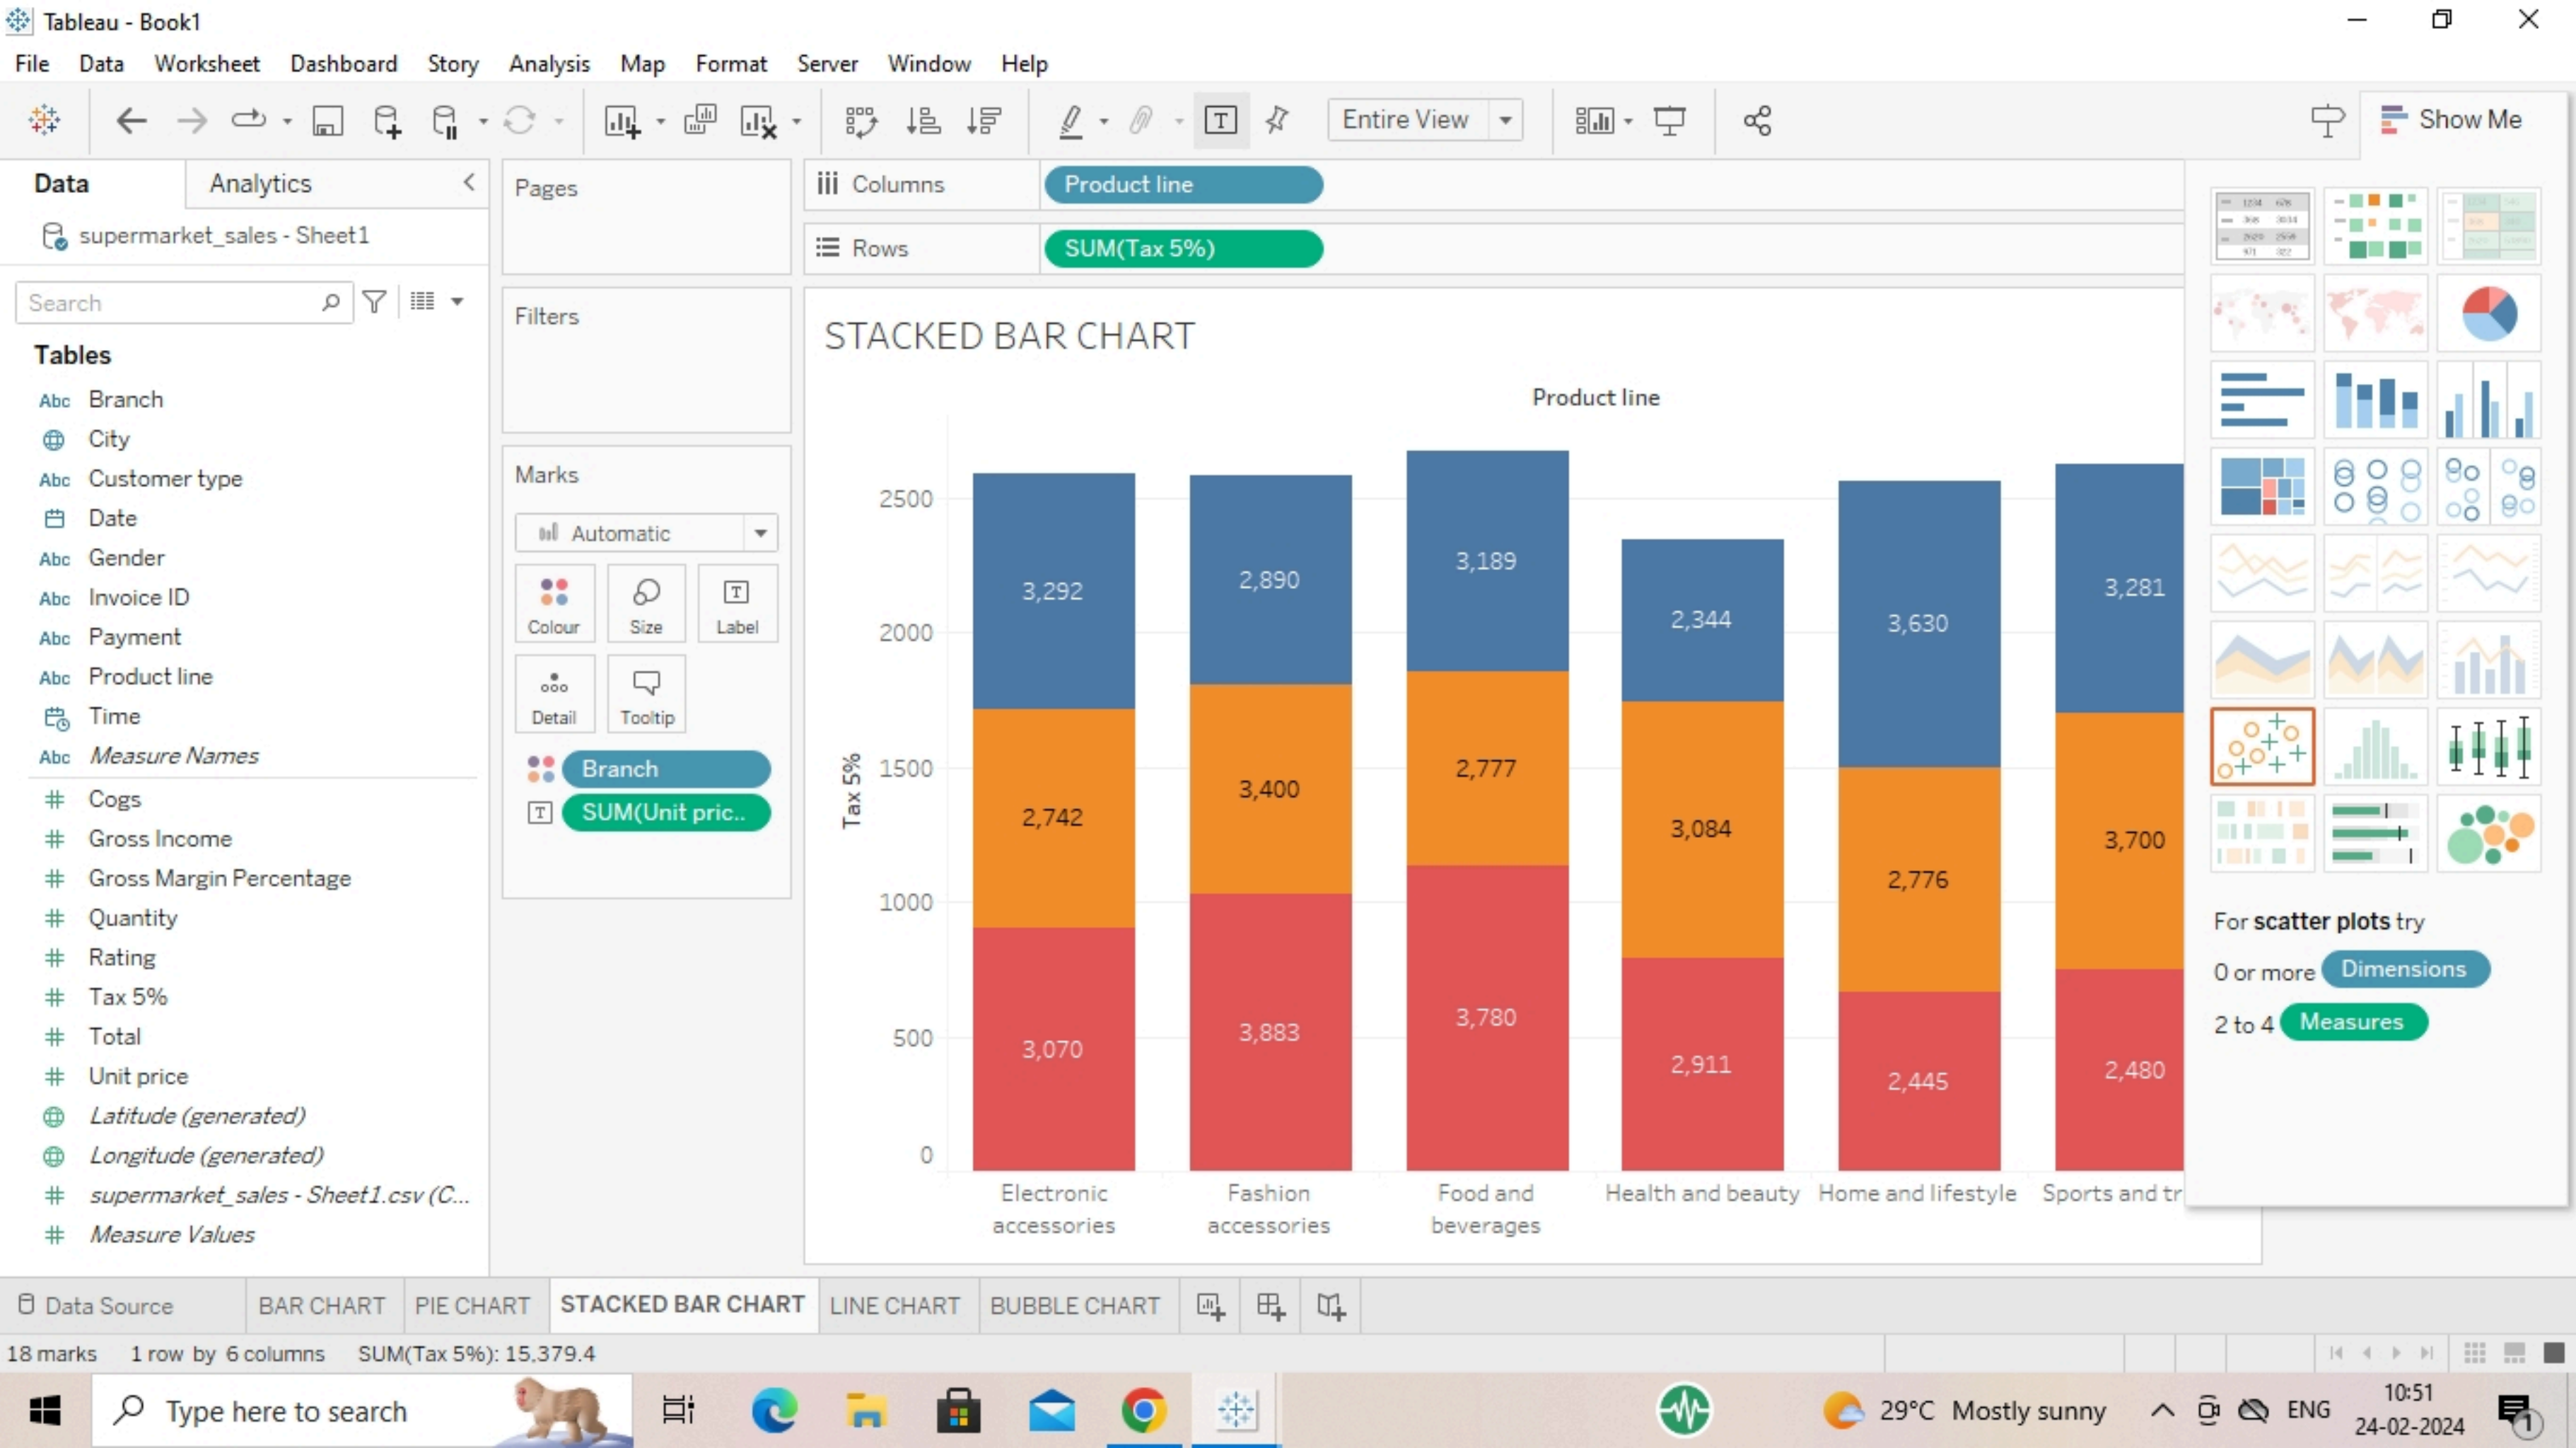 Tableau - Book1
File Data Worksheet Dashboard Story Analysis Map Format Server Window Help
Entire View
Show Me
Data Analytics
supermarket_sales - Sheet1
Search
Tables
Abc Branch
City
Abc Customer type
Date
Abc Gender
Abc Invoice ID
Abc Payment
Abc Product line
Time
Abc Measure Names
# Cogs
# Gross Income
# Gross Margin Percentage
# Quantity
# Rating
# Tax 5%
# Total
# Unit price
Latitude (generated)
Longitude (generated)
# supermarket_sales - Sheet1.csv (C...
# Measure Values
Pages
Filters
Marks
Automatic
Colour Size Label
Detail Tooltip
Branch
SUM(Unit pric..
Columns Product line
Rows SUM(Tax 5%)
STACKED BAR CHART
Product line
Tax 5%
2500
2000
1500
1000
500
0
3,292 2,890 3,189 2,344 3,630 3,281
2,742 3,400 2,777 3,084 2,776 3,700
3,070 3,883 3,780 2,911 2,445 2,480
Electronic accessories
Fashion accessories
Food and beverages
Health and beauty
Home and lifestyle
Sports and tr
For scatter plots try
0 or more Dimensions
2 to 4 Measures
Data Source BAR CHART PIE CHART STACKED BAR CHART LINE CHART BUBBLE CHART
18 marks 1 row by 6 columns SUM(Tax 5%): 15,379.4
Type here to search
29°C Mostly sunny
ENG
10:51
24-02-2024
1